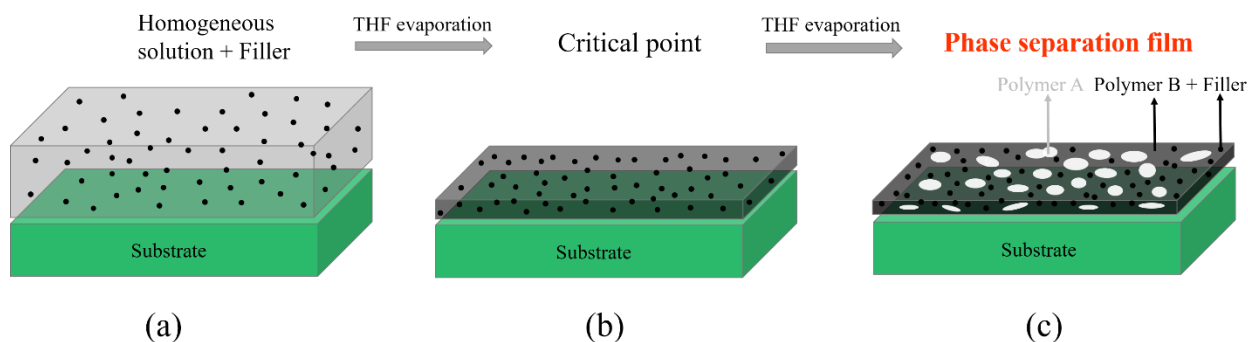 Homogeneous
solution + Filler
THF evaporation
Critical point
THF evaporation
Phase separation film
Polymer A
Polymer B + Filler
Substrate
Substrate
Substrate
(a)
(b)
(c)